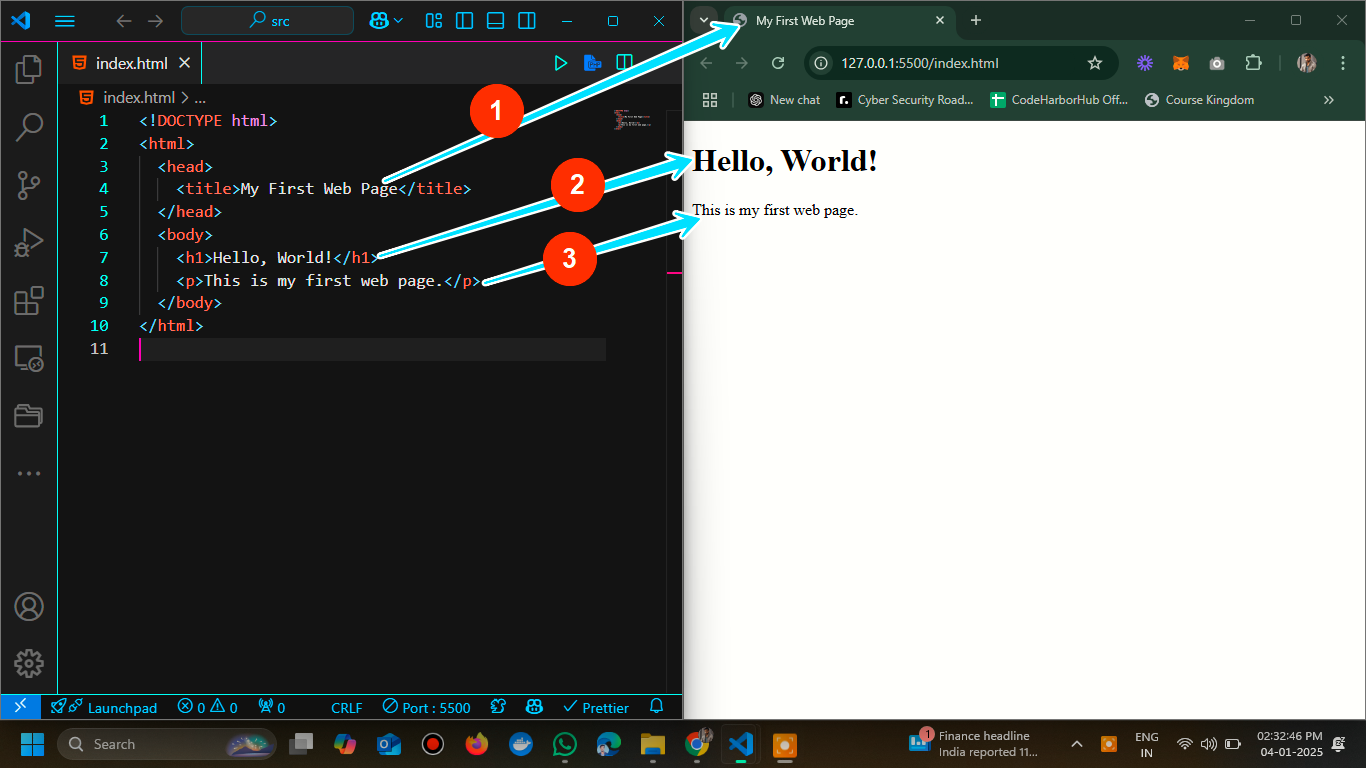 src
index.html
index.html > ...
1 <!DOCTYPE html>
2 <html>
3 <head>
4 <title>My First Web Page</title>
5 </head>
6 <body>
7 <h1>Hello, World!</h1>
8 <p>This is my first web page.</p>
9 </body>
10 </html>
11
1
2
3
Launchpad 0 0 0 CRLF Port : 5500 Prettier
My First Web Page
127.0.0.1:5500/index.html
New chat Cyber Security Road... CodeHarborHub Off... Course Kingdom
Hello, World!
This is my first web page.
Search
1
Finance headline
India reported 11...
ENG
IN
02:32:46 PM
04-01-2025